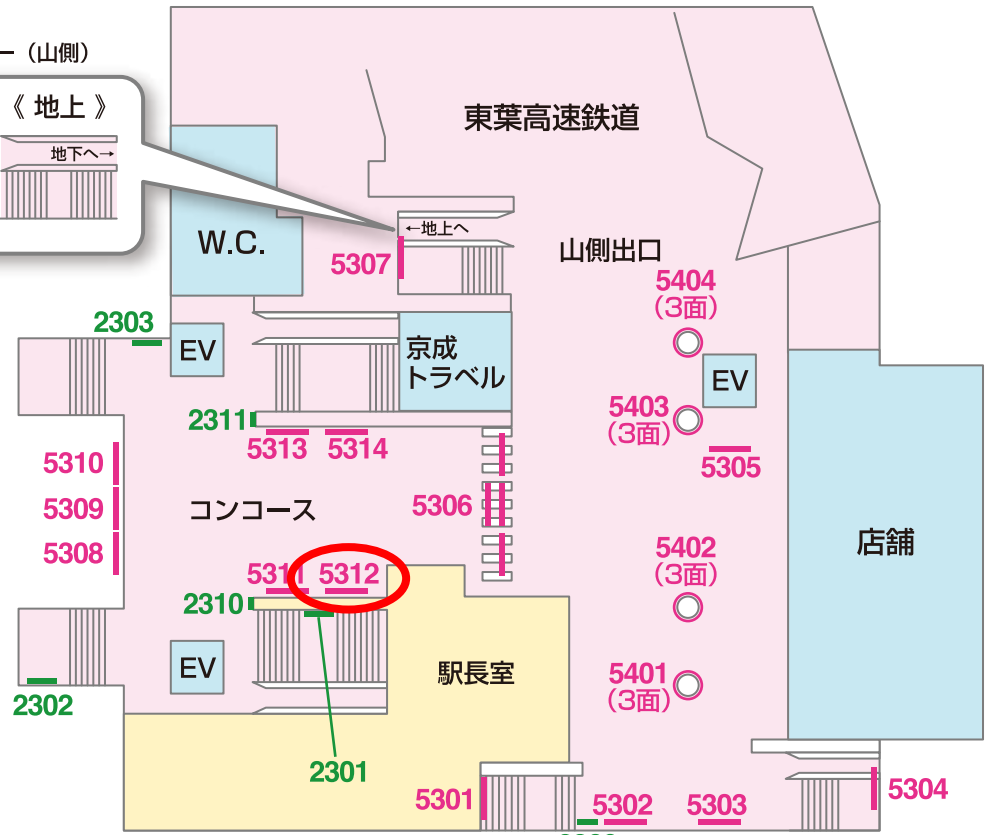 ー（山側）
《 地上 》
地下へ→
東葉高速鉄道
W.C.
←地上へ
5307
山側出口
5404
（3面）
2303
EV
京成
トラベル
EV
5403
（3面）
2311
5313
5314
5305
5310
5309
5308
コンコース
5306
店舗
5402
（3面）
5311
5312
2310
EV
駅長室
5401
（3面）
2302
2301
5301
5302
5303
5304